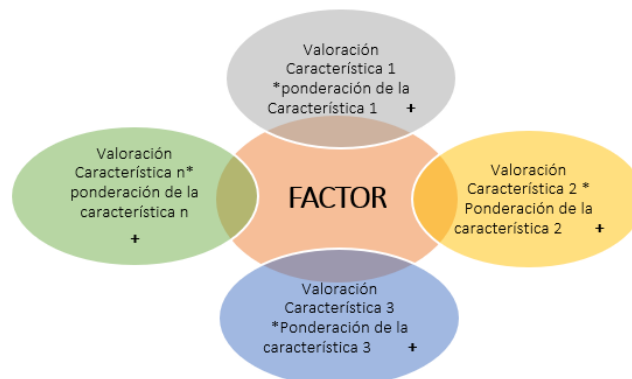 Valoración
Característica 1
*ponderación de la
Característica 1 +
Valoración
Característica n*
ponderación de la
característica n
+
FACTOR
Valoración
Característica 2 *
Ponderación de la
característica 2 +
Valoración
Característica 3
*Ponderación de la
característica 3 +